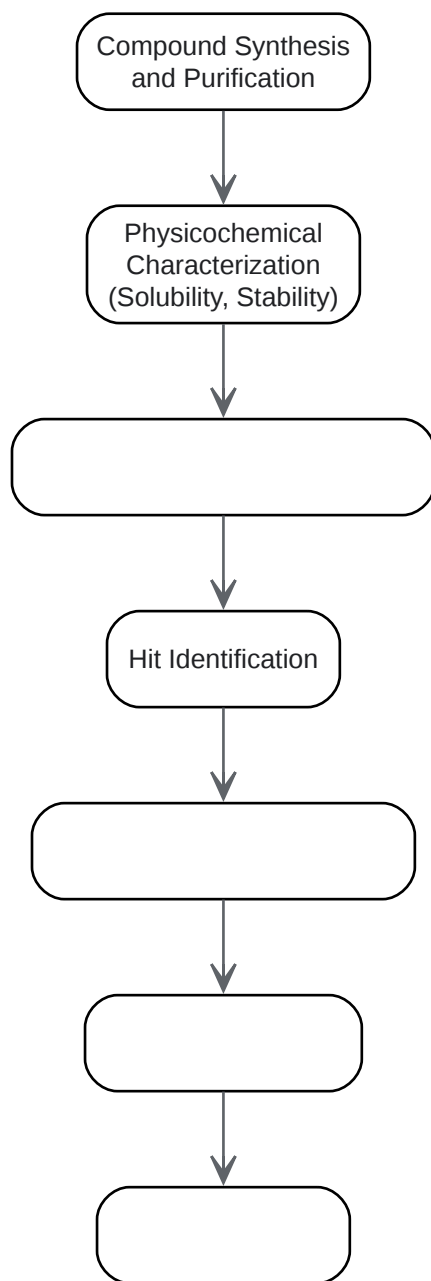 Compound Synthesis
and Purification
Physicochemical
Characterization
(Solubility, Stability)
Hit Identification